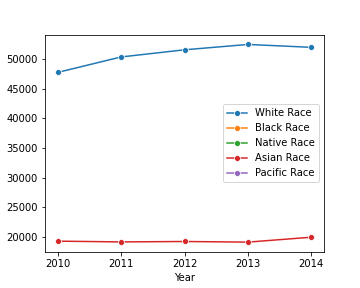 50000
45000
40000
35000
30000
25000
20000
White Race
Black Race
Native Race
Asian Race
Pacific Race
2010 2011 2012 2013 2014
Year